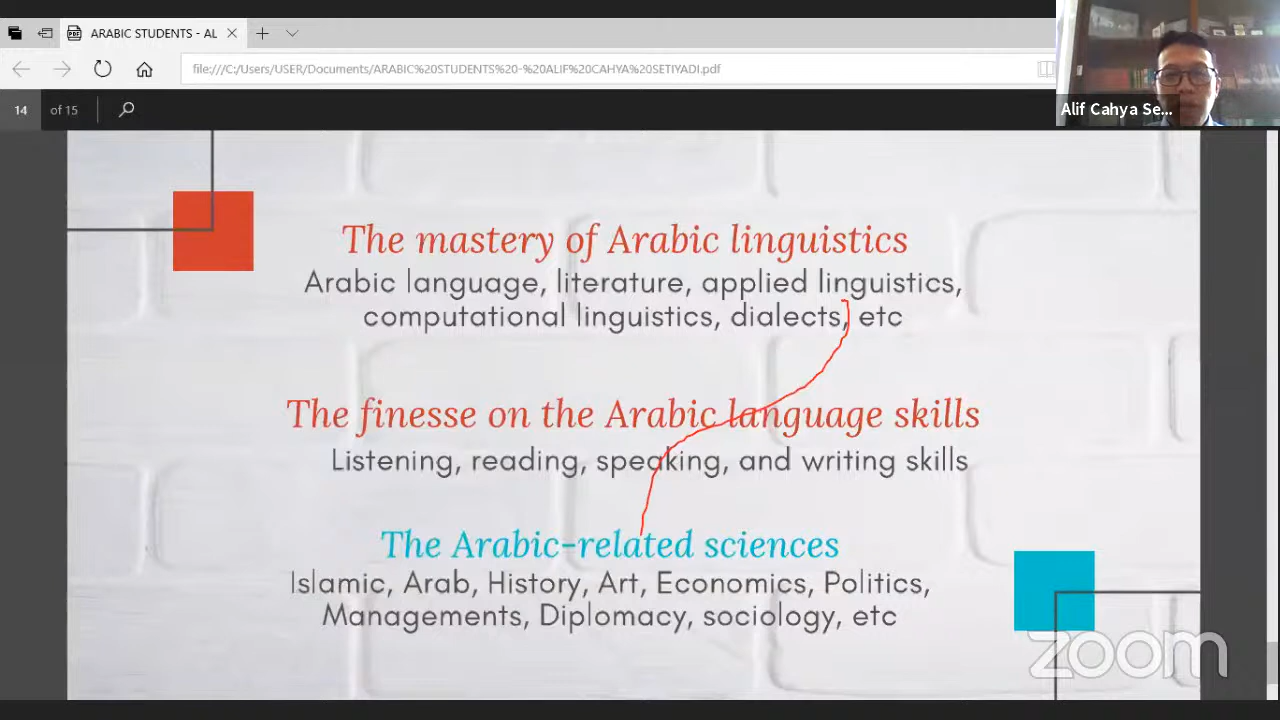 ARABIC STUDENTS - AL
file:///C:/Users/USER/Documents/ARABIC%20STUDENTS%20-%20ALIF%20CAHYA%20SETIYADI.pdf
14 of 15
Alif Cahya Se...
The mastery of Arabic linguistics
Arabic language, literature, applied linguistics,
computational linguistics, dialects, etc
The finesse on the Arabic language skills
Listening, reading, speaking, and writing skills
The Arabic-related sciences
Islamic, Arab, History, Art, Economics, Politics,
Managements, Diplomacy, sociology, etc
zoom